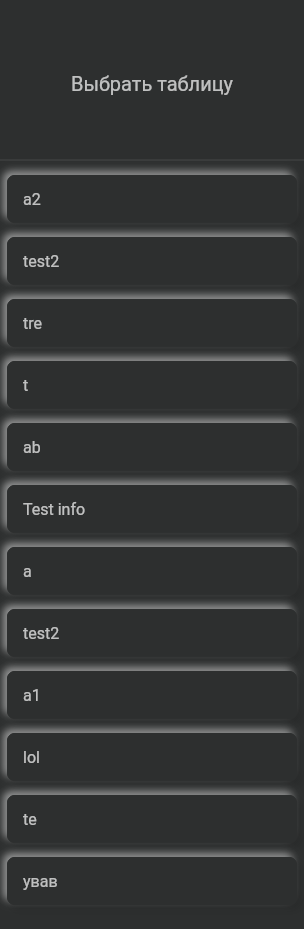 Выбрать таблицу
a2
test2
tre
t
ab
Test info
a
test2
a1
lol
te
ував